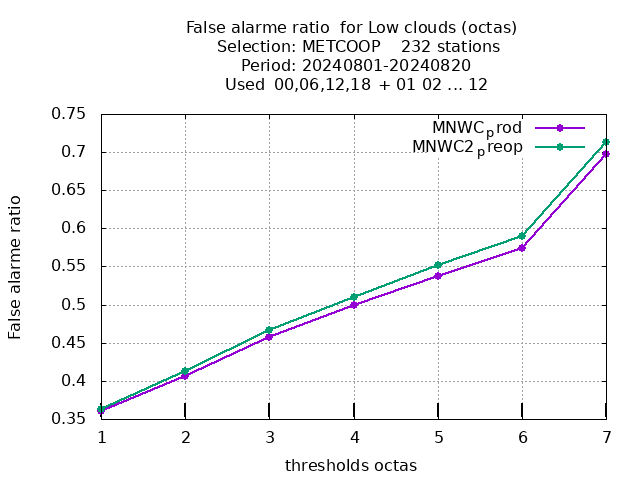 False alarme ratio  for Low clouds (octas)
Selection: METCOOP    232 stations
Period: 20240801-20240820
Used  00,06,12,18 + 01 02 ... 12
0.75
0.7
0.65
0.6
0.55
0.5
0.45
0.4
0.35
False alarme ratio
MNWCprod
MNWC2preop
1 2 3 4 5 6 7
thresholds octas